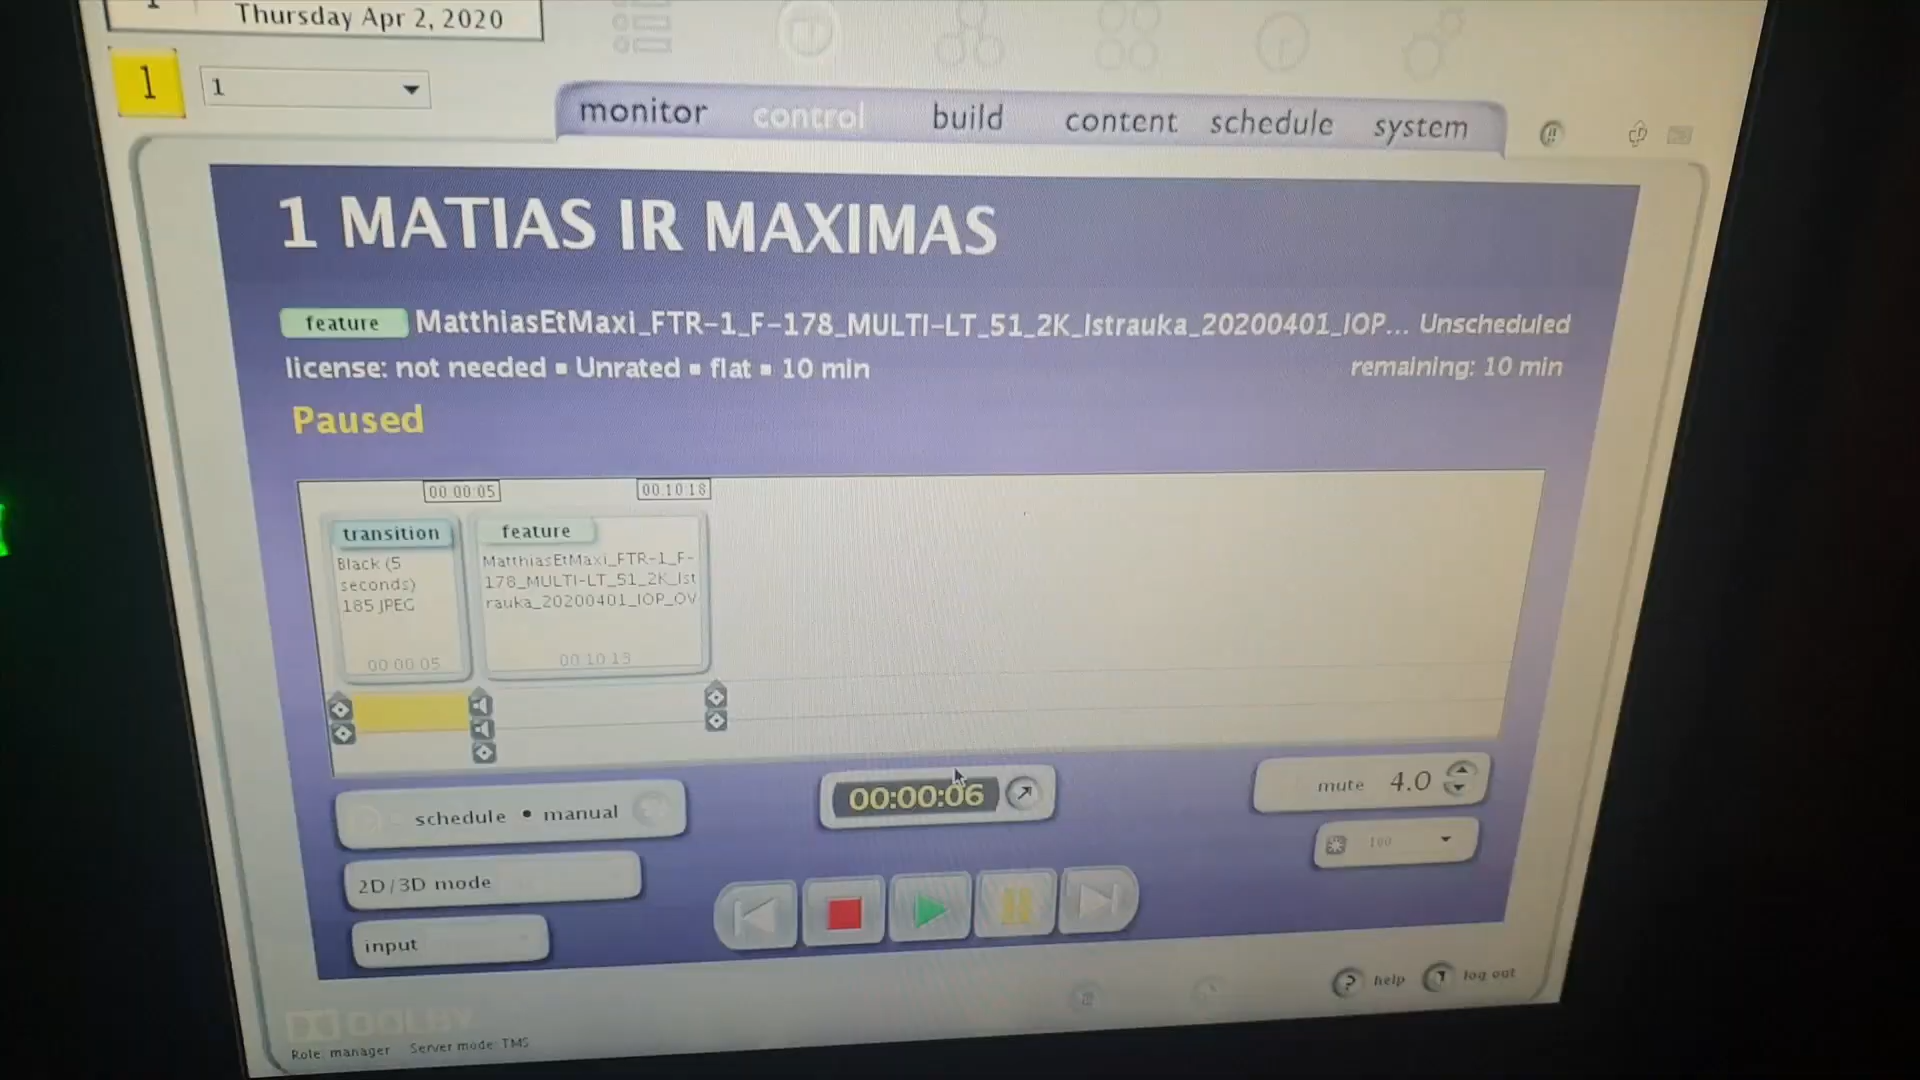 Thursday Apr 2, 2020
1
1
monitor control build content schedule system
1 MATIAS IR MAXIMAS
feature MatthiasEtMaxi_FTR-1_F-178_MULTI-LT_51_2K_Istrauka_20200401_IOP... Unscheduled
license: not needed ▪ Unrated ▪ flat ▪ 10 min remaining: 10 min
Paused
00:00:05 00:10:18
transition feature
Black (5
seconds)
185 JPEG
00:00:05
MatthiasEtMaxi_FTR-1_F-
178_MULTI-LT_51_2K_Ist
rauka_20200401_IOP_OV
00:10:13
schedule • manual
00:00:06
mute 4.0
100
2D/3D mode
input
? help log out
DOLBY
Role: manager Server mode: TMS